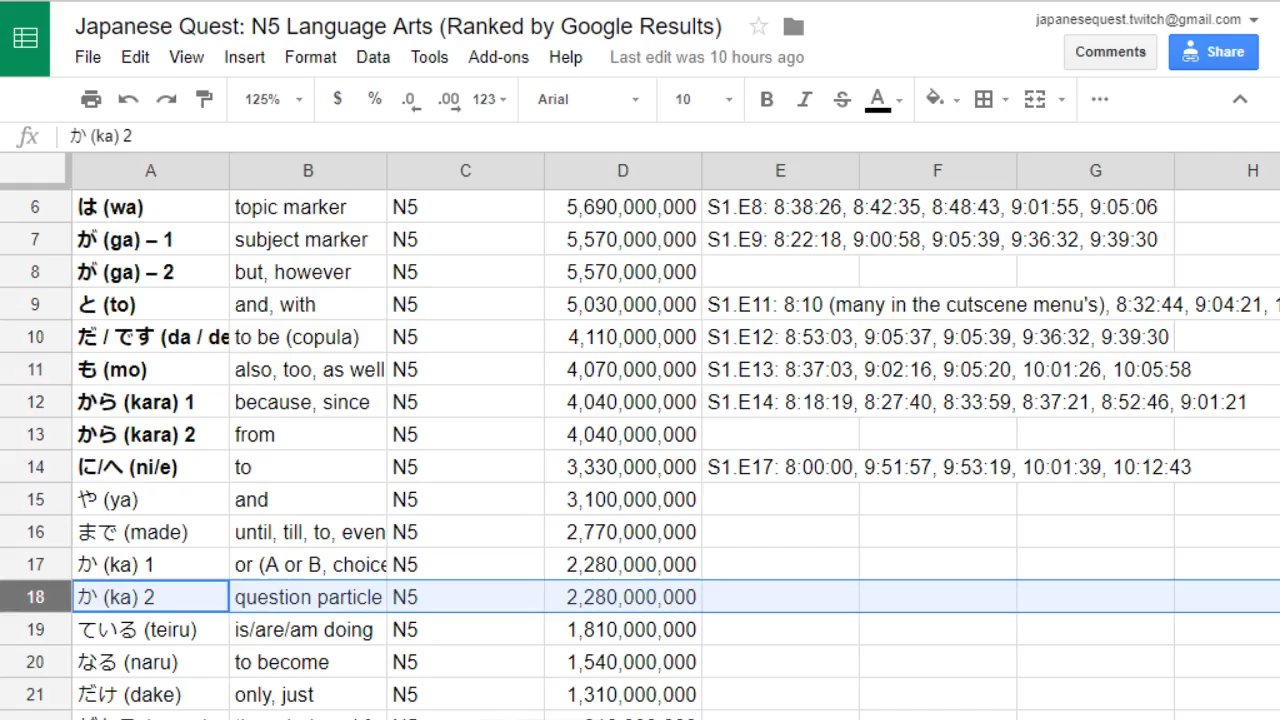 Japanese Quest: N5 Language Arts (Ranked by Google Results)
japanesequest.twitch@gmail.com
File Edit View Insert Format Data Tools Add-ons Help Last edit was 10 hours ago
Comments Share
125% $ % .0 .00 123 Arial 10 B I S A
fx か (ka) 2
A B C D E F G H
6 は (wa) topic marker N5 5,690,000,000 S1.E8: 8:38:26, 8:42:35, 8:48:43, 9:01:55, 9:05:06
7 が (ga) – 1 subject marker N5 5,570,000,000 S1.E9: 8:22:18, 9:00:58, 9:05:39, 9:36:32, 9:39:30
8 が (ga) – 2 but, however N5 5,570,000,000
9 と (to) and, with N5 5,030,000,000 S1.E11: 8:10 (many in the cutscene menu's), 8:32:44, 9:04:21,
10 だ / です (da / de to be (copula) N5 4,110,000,000 S1.E12: 8:53:03, 9:05:37, 9:05:39, 9:36:32, 9:39:30
11 も (mo) also, too, as well N5 4,070,000,000 S1.E13: 8:37:03, 9:02:16, 9:05:20, 10:01:26, 10:05:58
12 から (kara) 1 because, since N5 4,040,000,000 S1.E14: 8:18:19, 8:27:40, 8:33:59, 8:37:21, 8:52:46, 9:01:21
13 から (kara) 2 from N5 4,040,000,000
14 に/へ (ni/e) to N5 3,330,000,000 S1.E17: 8:00:00, 9:51:57, 9:53:19, 10:01:39, 10:12:43
15 や (ya) and N5 3,100,000,000
16 まで (made) until, till, to, even N5 2,770,000,000
17 か (ka) 1 or (A or B, choice N5 2,280,000,000
18 か (ka) 2 question particle N5 2,280,000,000
19 ている (teiru) is/are/am doing N5 1,810,000,000
20 なる (naru) to become N5 1,540,000,000
21 だけ (dake) only, just N5 1,310,000,000